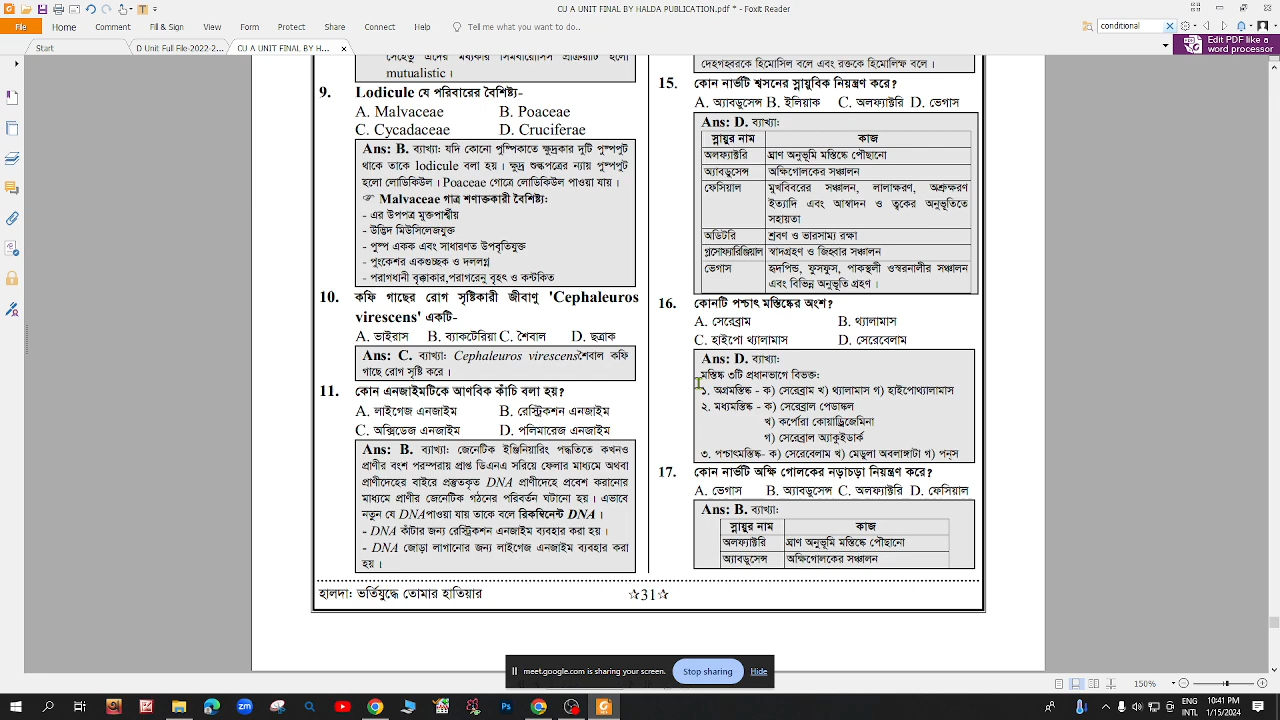 CU A UNIT FINAL BY HALDA PUBLICATION.pdf * - Foxit Reader
File
Home
Comment
Fill & Sign
View
Form
Protect
Share
Connect
Help
Tell me what you want to do...
conditional
Start
D Unit Full File-2022-2...
CU A UNIT FINAL BY H...
Edit PDF like a
word processor
সেহেতু এদের মধ্যকার সিমবায়োসিস প্রক্রিয়াটি হলো
mutualistic ।
9. Lodicule যে পরিবারের বৈশিষ্ট্য-
A. Malvaceae B. Poaceae
C. Cycadaceae D. Cruciferae
Ans: B. ব্যাখ্যা: যদি কোনো পুষ্পিকাতে ক্ষুদ্রকার দুটি পুষ্পপুট
থাকে তাকে lodicule বলা হয়। ক্ষুদ্র শুল্কপত্রের ন্যায় পুষ্পপুট
হলো লোডিকিউল। Poaceae গোত্রে লোডিকিউল পাওয়া যায়।
☞ Malvaceae গাত্র শণাক্তকারী বৈশিষ্ট্য:
- এর উপপত্র মুক্তপার্শ্বীয়
- উদ্ভিদ মিউসিলেজযুক্ত
- পুষ্প একক এবং সাধারণত উপবৃতিযুক্ত
- পুংকেশর একগুচ্ছক ও দললগ্ন
- পরাগধানী বৃক্কাকার,পরাগরেনু বৃহৎ ও কন্টকিত
10. কফি গাছের রোগ সৃষ্টিকারী জীবাণু 'Cephaleuros
virescens' একটি-
A. ভাইরাস B. ব্যাকটেরিয়া C. শৈবাল D. ছত্রাক
Ans: C. ব্যাখ্যা: Cephaleuros virescensশৈবাল কফি
গাছে রোগ সৃষ্টি করে ।
11. কোন এনজাইমটিকে আণবিক কাঁচি বলা হয়?
A. লাইগেজ এনজাইম B. রেস্ট্রিকশন এনজাইম
C. অক্সিডেজ এনজাইম D. পলিমারেজ এনজাইম
Ans: B. ব্যাখ্যা: জেনেটিক ইঞ্জিনিয়ারিং পদ্ধতিতে কখনও
প্রাণীর বংশ পরম্পরায় প্রাপ্ত ডিএনএ সরিয়ে ফেলার মাধ্যমে অথবা
প্রাণীদেহের বাইরে প্রস্তুতকৃত DNA প্রাণীদেহে প্রবেশ করানোর
মাধ্যমে প্রাণীর জেনেটিক গঠনের পরিবর্তন ঘটানো হয়। এভাবে
নতুন যে DNAপাওয়া যায় তাকে বলে রিকম্বিনেন্ট DNA ।
- DNA কাঁটার জন্য রেস্ট্রিকশন এনজাইম ব্যবহার করা হয় ।
- DNA জোড়া লাগানোর জন্য লাইগেজ এনজাইম ব্যবহার করা
হয় ।
দেহগহ্বরকে হিমোসিল বলে এবং রক্তকে হিমোলিম্ফ বলে ।
15. কোন নার্ভটি শ্বসনের স্নায়ুবিক নিয়ন্ত্রণ করে?
A. অ্যাবডুসেন্স B. ইলিয়াক C. অলফ্যাক্টরি D. ভেগাস
Ans: D. ব্যাখ্যা:
স্নায়ুর নাম কাজ
অলফ্যাক্টরি ঘ্রাণ অনুভূমি মস্তিষ্কে পৌছানো
অ্যাবডুসেন্স অক্ষিগোলকের সঞ্চালন
ফেসিয়াল মুখবিবরের সঞ্চালন, লালাক্ষরণ, অশ্রুক্ষরণ
ইত্যাদি এবং আস্বাদন ও ত্বকের অনুভূতিতে
সহায়তা
অডিটরি শ্রবণ ও ভারসাম্য রক্ষা
গ্লসোফ্যারিঞ্জিয়াল স্বাদগ্রহণ ও জিহ্বার সঞ্চালন
ভেগাস হৃদপিন্ড, ফুসফুস, পাকস্থলী ওস্বরনালীর সঞ্চালন
এবং বিভিন্ন অনুভূতি গ্রহণ ।
16. কোনটি পশ্চাৎ মস্তিষ্কের অংশ?
A. সেরেব্রাম B. থ্যালামাস
C. হাইপো থ্যালামাস D. সেরেবেলাম
Ans: D. ব্যাখ্যা:
মস্তিষ্ক ৩টি প্রধানভাগে বিভক্ত:
১. অগ্রমস্তিষ্ক - ক) সেরেব্রাম খ) থ্যালামাস গ) হাইপোথ্যালামাস
২. মধ্যমস্তিষ্ক - ক) সেরেব্রাল পেডাঙ্কল
খ) কর্পোরা কোয়াড্রিজেমিনা
গ) সেরেব্রাল অ্যাকুইডার্ক
৩. পশ্চাৎমস্তিষ্ক- ক) সেরেবেলাম খ) মেডুলা অবলাঙ্গাটা গ) পন্স
17. কোন নার্ভটি অক্ষি গোলকের নড়াচড়া নিয়ন্ত্রণ করে?
A. ভেগাস B. অ্যাবডুসেন্স C. অলফ্যাক্টরি D. ফেসিয়াল
Ans: B. ব্যাখ্যা:
স্নায়ুর নাম কাজ
অলফ্যাক্টরি ঘ্রাণ অনুভূমি মস্তিষ্কে পৌছানো
অ্যাবডুসেন্স অক্ষিগোলকের সঞ্চালন
হালদা: ভর্তিযুদ্ধে তোমার হাতিয়ার
☆31☆
meet.google.com is sharing your screen.
Stop sharing
Hide
150%
ENG
INTL
10:41 PM
1/15/2024